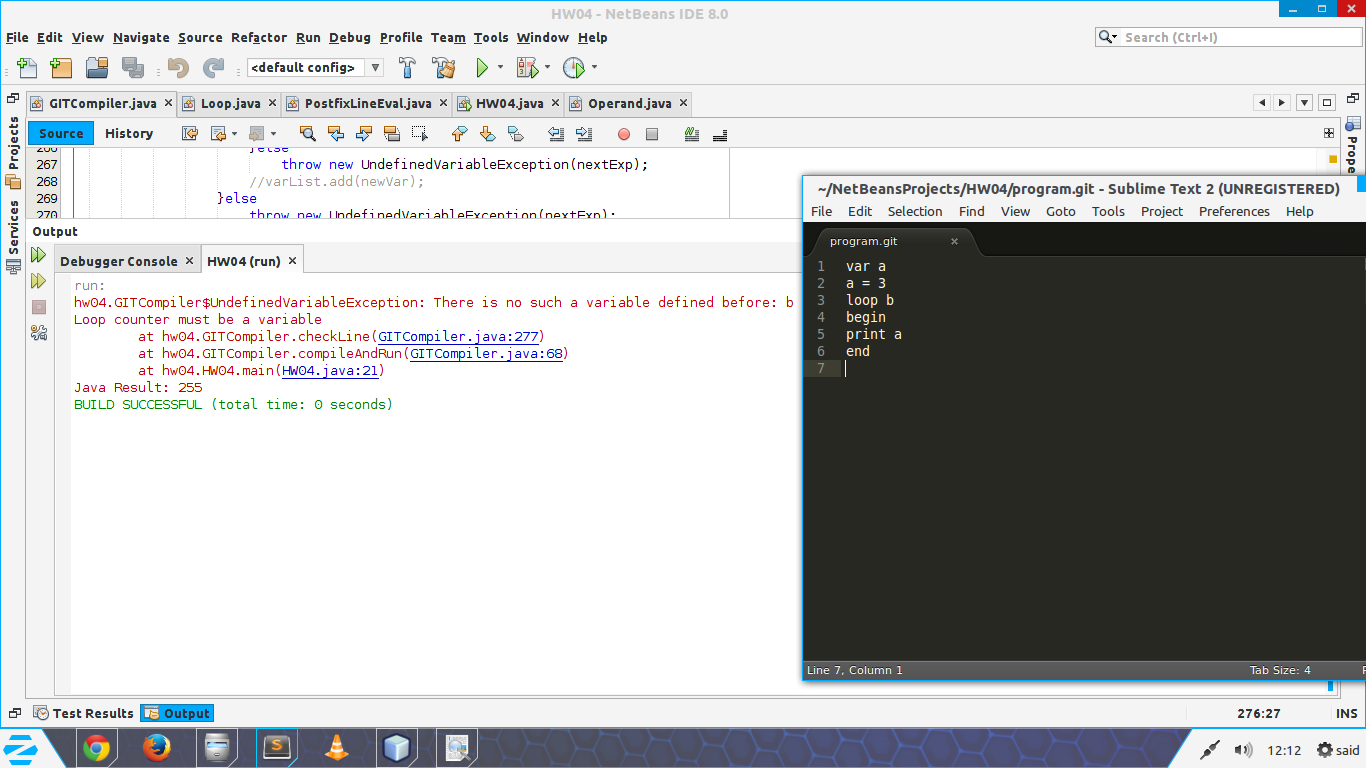 HW04 - NetBeans IDE 8.0
File Edit View Navigate Source Refactor Run Debug Profile Team Tools Window Help
Search (Ctrl+I)
<default config>
GITCompiler.java Loop.java PostfixLineEval.java HW04.java Operand.java
Source History
Projects
Services
Prope
266 }else
267 throw new UndefinedVariableException(nextExp);
268 //varList.add(newVar);
269 }else
270 throw new UndefinedVariableException(nextExp);
Output
Debugger Console HW04 (run)
run:
hw04.GITCompiler$UndefinedVariableException: There is no such a variable defined before: b
Loop counter must be a variable
at hw04.GITCompiler.checkLine(GITCompiler.java:277)
at hw04.GITCompiler.compileAndRun(GITCompiler.java:68)
at hw04.HW04.main(HW04.java:21)
Java Result: 255
BUILD SUCCESSFUL (total time: 0 seconds)
~/NetBeansProjects/HW04/program.git - Sublime Text 2 (UNREGISTERED)
File Edit Selection Find View Goto Tools Project Preferences Help
program.git
1 var a
2 a = 3
3 loop b
4 begin
5 print a
6 end
7
Line 7, Column 1 Tab Size: 4
Test Results Output
276:27 INS
12:12 said